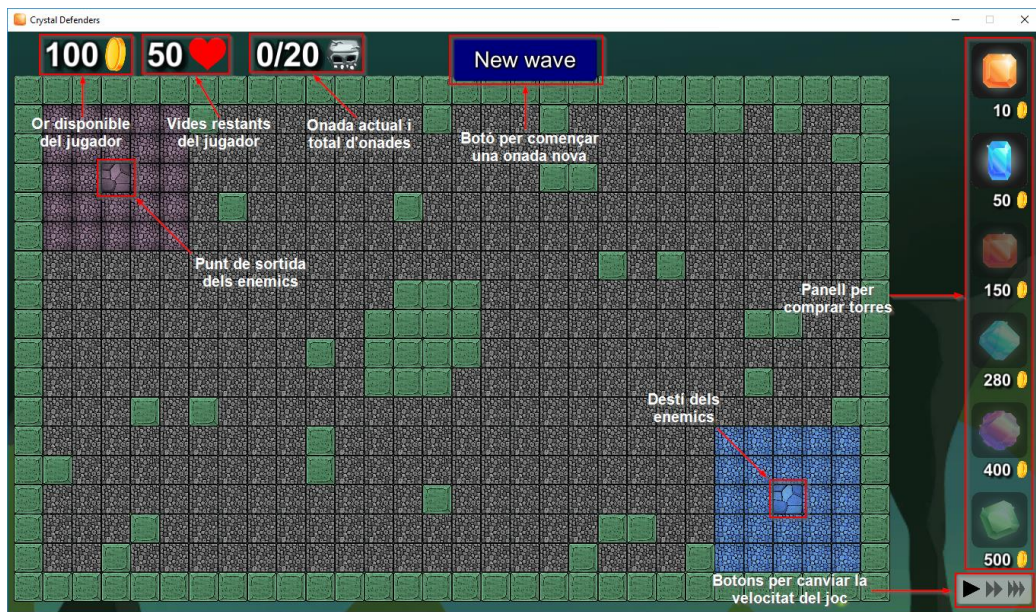 Crystal Defenders
100
50
0/20
New wave
Or disponible
del jugador
Vides restants
del jugador
Onada actual i
total d'onades
Botó per començar
una onada nova
10
50
Punt de sortida
dels enemics
150
Panell per
comprar torres
280
Destí dels
enemics
400
500
Botons per canviar la
velocitat del joc